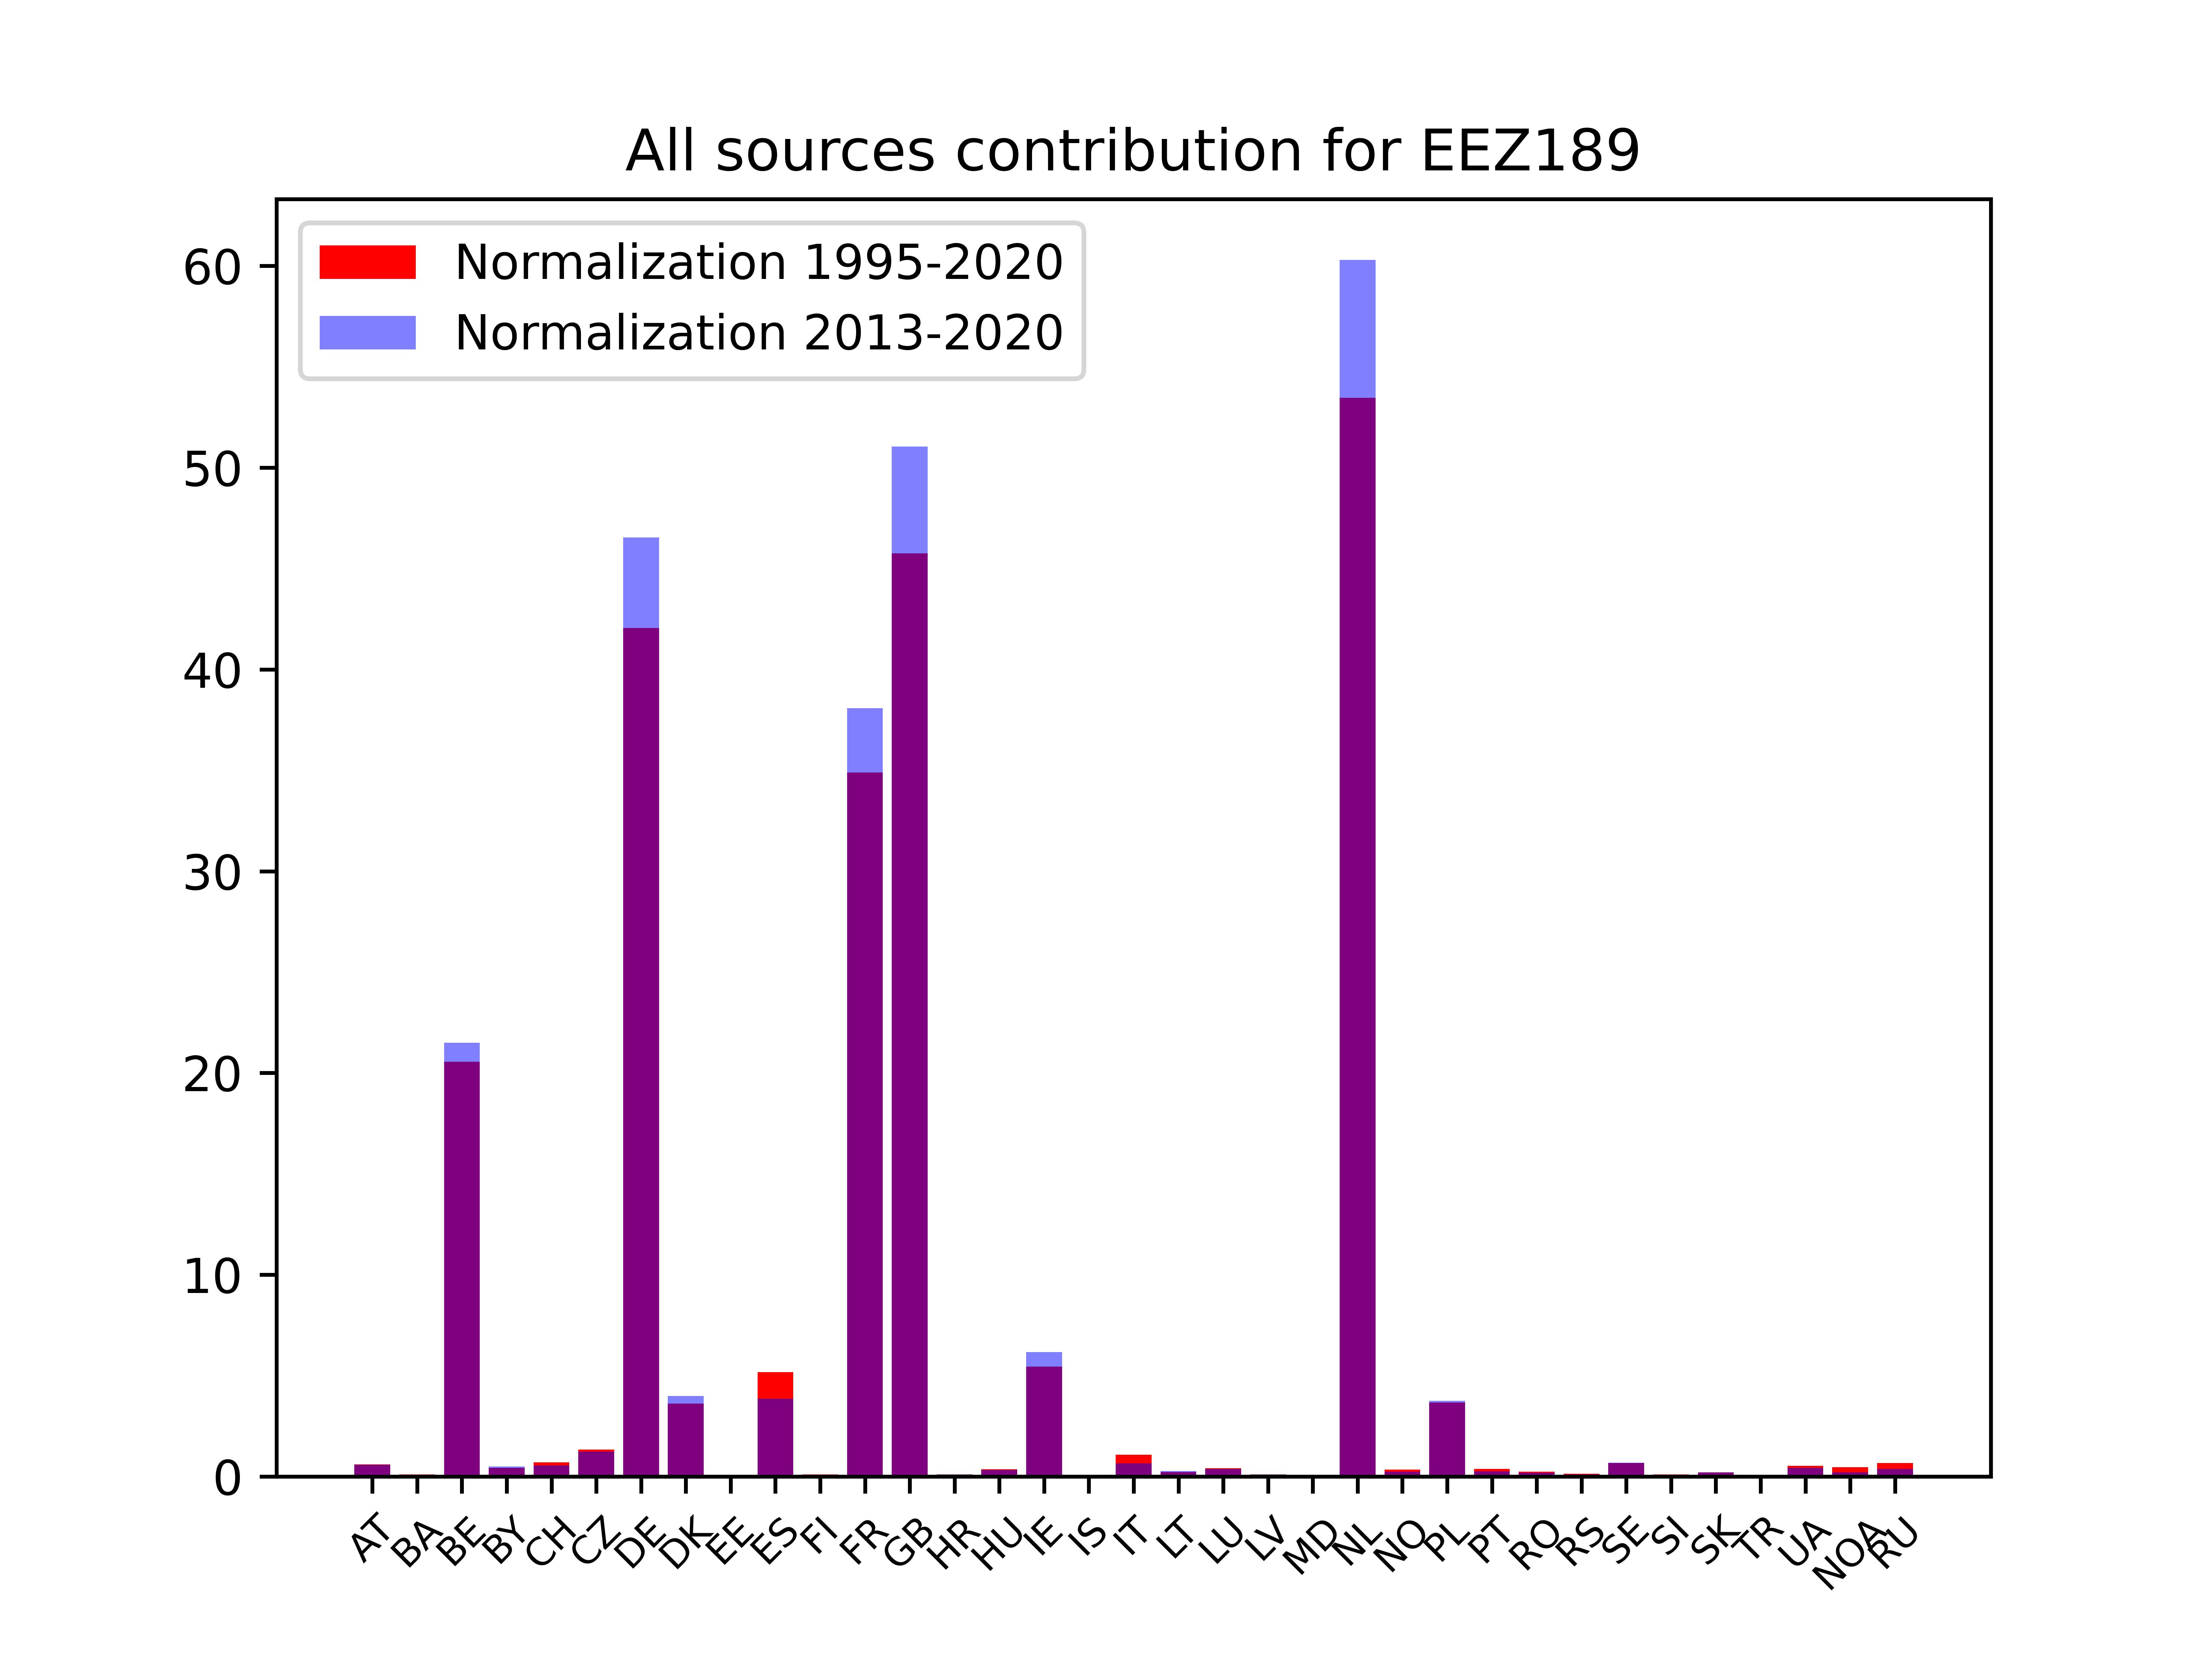 All sources contribution for EEZ189
Normalization 1995-2020
Normalization 2013-2020
60
50
40
30
20
10
0
AT BA BE BY CH CZ DE DK EE ES FI FR GB HR HU IE IS IT LT LU LV MD NL NO PL PT RO RS SE SI SK TR UA NOA RU